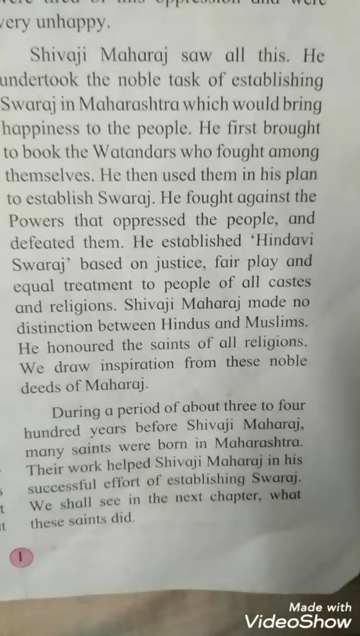 were tired of this oppression and were
very unhappy.
Shivaji Maharaj saw all this. He
undertook the noble task of establishing
Swaraj in Maharashtra which would bring
happiness to the people. He first brought
to book the Watandars who fought among
themselves. He then used them in his plan
to establish Swaraj. He fought against the
Powers that oppressed the people, and
defeated them. He established ‘Hindavi
Swaraj’ based on justice, fair play and
equal treatment to people of all castes
and religions. Shivaji Maharaj made no
distinction between Hindus and Muslims.
He honoured the saints of all religions.
We draw inspiration from these noble
deeds of Maharaj.
During a period of about three to four
hundred years before Shivaji Maharaj,
many saints were born in Maharashtra.
Their work helped Shivaji Maharaj in his
successful effort of establishing Swaraj.
We shall see in the next chapter, what
these saints did.
1
Made with
VideoShow